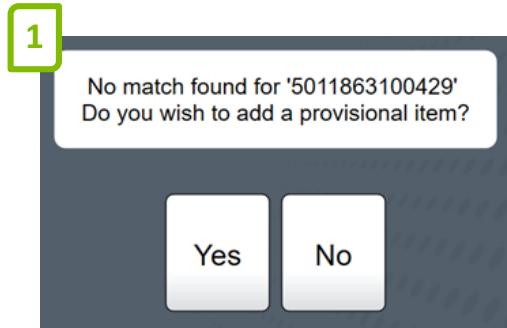 1
No match found for '5011863100429'
Do you wish to add a provisional item?
Yes No